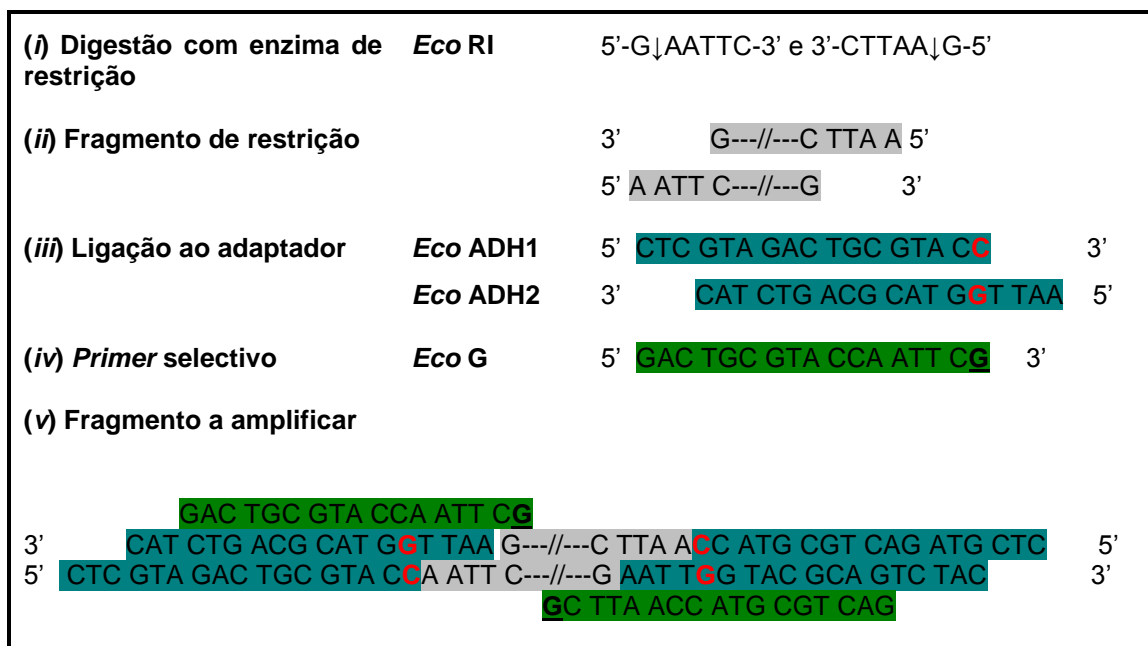 (i) Digestão com enzima de restrição Eco RI 5’-G↓AATTC-3’ e 3’-CTTAA↓G-5’
(ii) Fragmento de restrição 3’ G---//---C TTA A 5’
5’ A ATT C---//---G 3’
(iii) Ligação ao adaptador Eco ADH1 5’ CTC GTA GAC TGC GTA CC 3’
Eco ADH2 3’ CAT CTG ACG CAT GGT TAA 5’
(iv) Primer selectivo Eco G 5’ GAC TGC GTA CCA ATT CG 3’
(v) Fragmento a amplificar
GAC TGC GTA CCA ATT CG
3’ CAT CTG ACG CAT GGT TAA G---//---C TTAA CC ATG CGT CAG ATG CTC 5’
5’ CTC GTA GAC TGC GTA CCA ATT C---//---G AAT TGG TAC GCA GTC TAC 3’
GC TTA ACC ATG CGT CAG